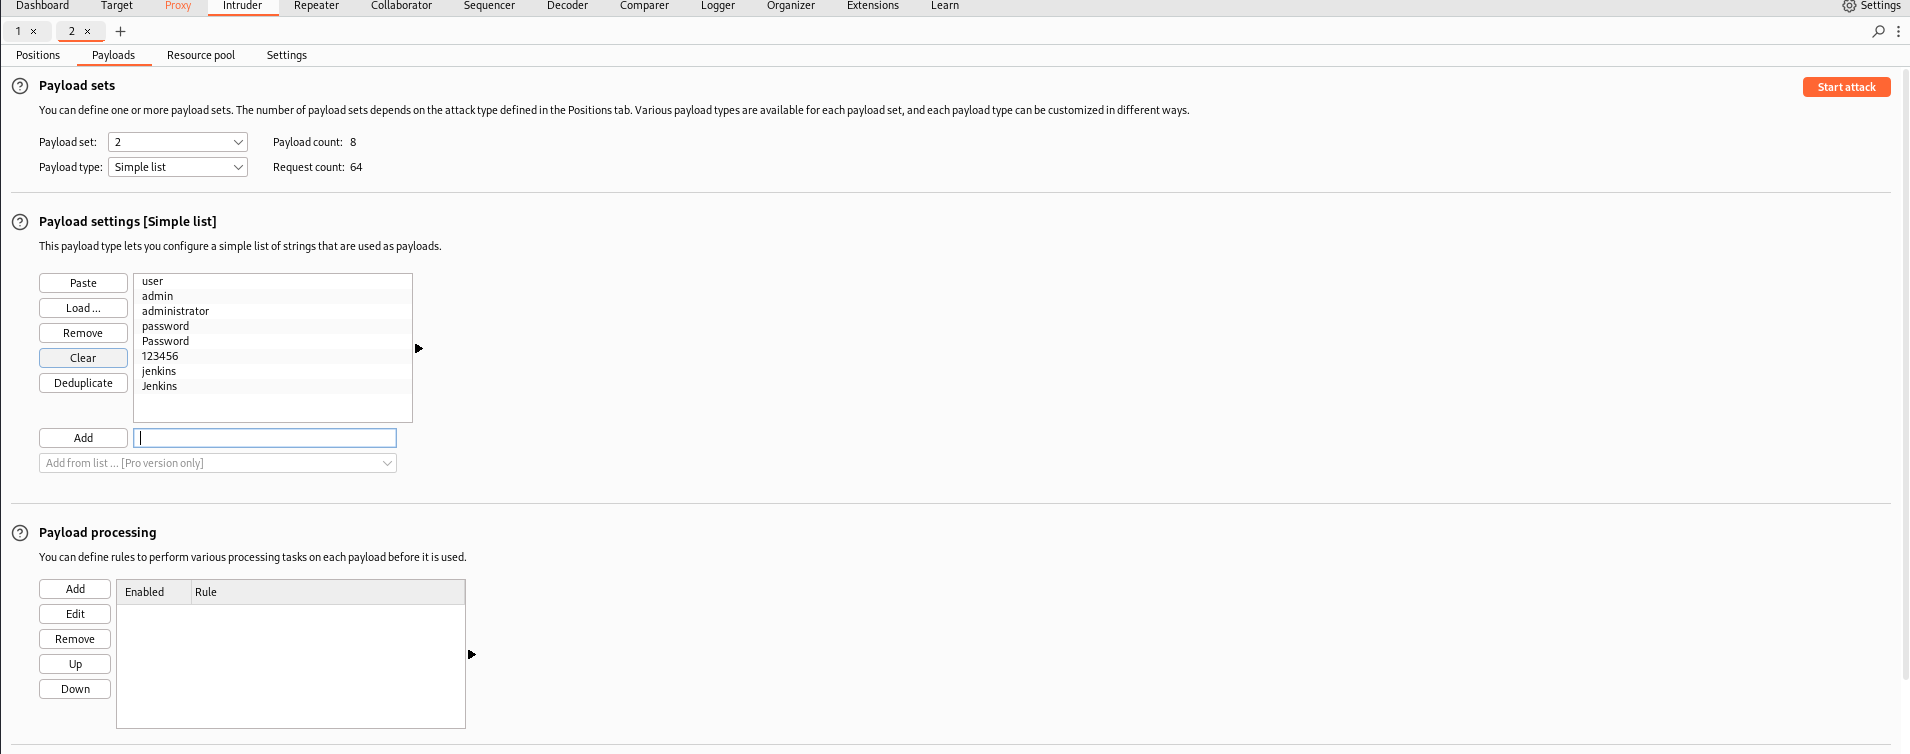 Dashboard Target Proxy Intruder Repeater Collaborator Sequencer Decoder Comparer Logger Organizer Extensions Learn Settings
1 × 2 × +
Positions Payloads Resource pool Settings
? Payload sets Start attack
You can define one or more payload sets. The number of payload sets depends on the attack type defined in the Positions tab. Various payload types are available for each payload set, and each payload type can be customized in different ways.
Payload set: 2 Payload count: 8
Payload type: Simple list Request count: 64
? Payload settings [Simple list]
This payload type lets you configure a simple list of strings that are used as payloads.
Paste
Load ...
Remove
Clear
Deduplicate
user
admin
administrator
password
Password
123456
jenkins
Jenkins
Add
Add from list ... [Pro version only]
? Payload processing
You can define rules to perform various processing tasks on each payload before it is used.
Add
Edit
Remove
Up
Down
Enabled Rule